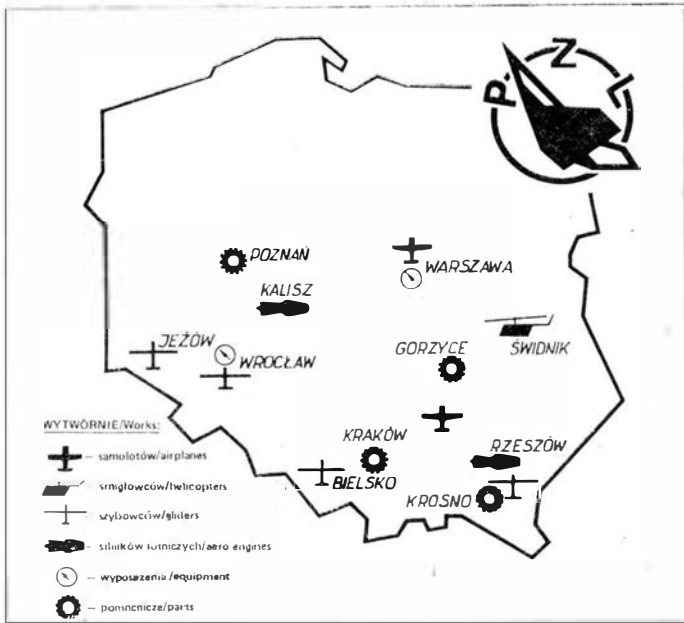 P. Z L
POZNAŃ
WARSZAWA
KALISZ
JEŻÓW
WROCŁAW
GORZYCE
ŚWIDNIK
WYTWÓRNIE/Works:
KRAKÓW
RZESZÓW
BIELSKO
KROSNO
– samolotów/airplanes
– śmigłowców/helicopters
– szybowców/gliders
– silników lotniczych/aero engines
– wyposażenia/equipment
– pomocnicze/parts